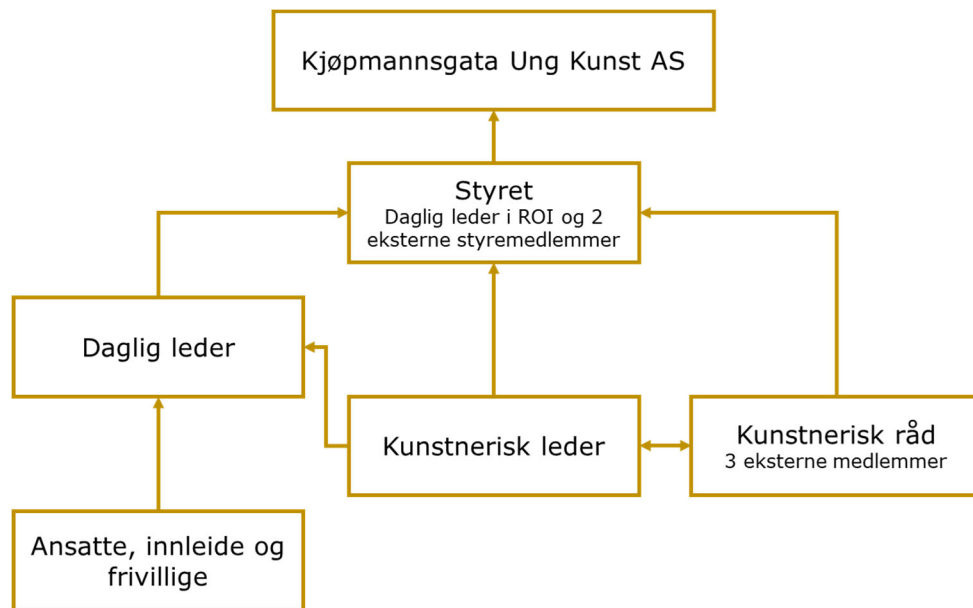 Kjøpmannsgata Ung Kunst AS
Styret
Daglig leder i ROI og 2
eksterne styremedlemmer
Daglig leder
Kunstnerisk leder
Kunstnerisk råd
3 eksterne medlemmer
Ansatte, innleide og
frivillige